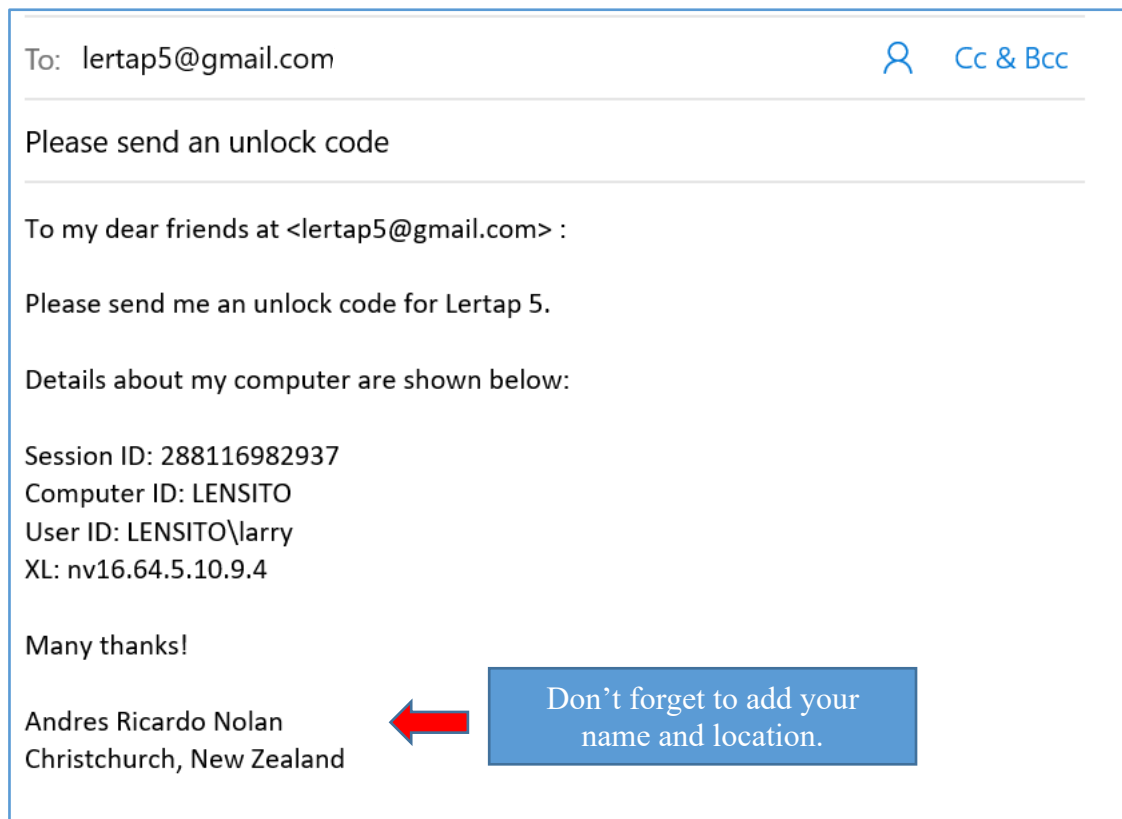 To: lertap5@gmail.com Cc & Bcc
Please send an unlock code
To my dear friends at <lertap5@gmail.com> :
Please send me an unlock code for Lertap 5.
Details about my computer are shown below:
Session ID: 288116982937
Computer ID: LENSITO
User ID: LENSITO\larry
XL: nv16.64.5.10.9.4
Many thanks!
Andres Ricardo Nolan
Christchurch, New Zealand
Don’t forget to add your
name and location.